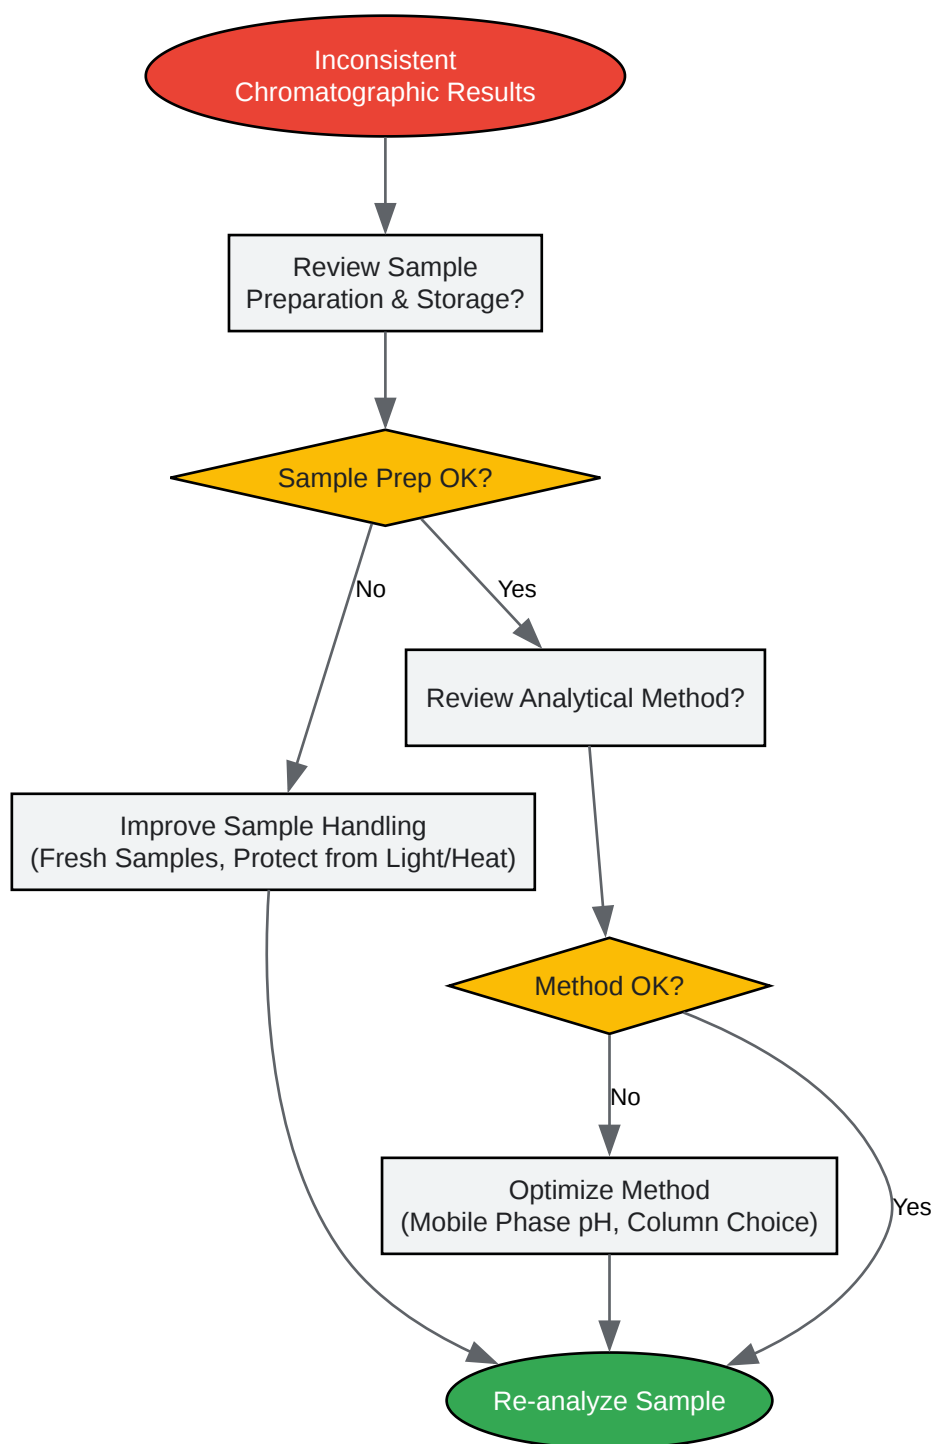 Inconsistent
Chromatographic Results
Review Sample
Preparation & Storage?
Sample Prep OK?
No
Yes
Review Analytical Method?
Improve Sample Handling
(Fresh Samples, Protect from Light/Heat)
Method OK?
No
Optimize Method
(Mobile Phase pH, Column Choice)
Yes
Re-analyze Sample